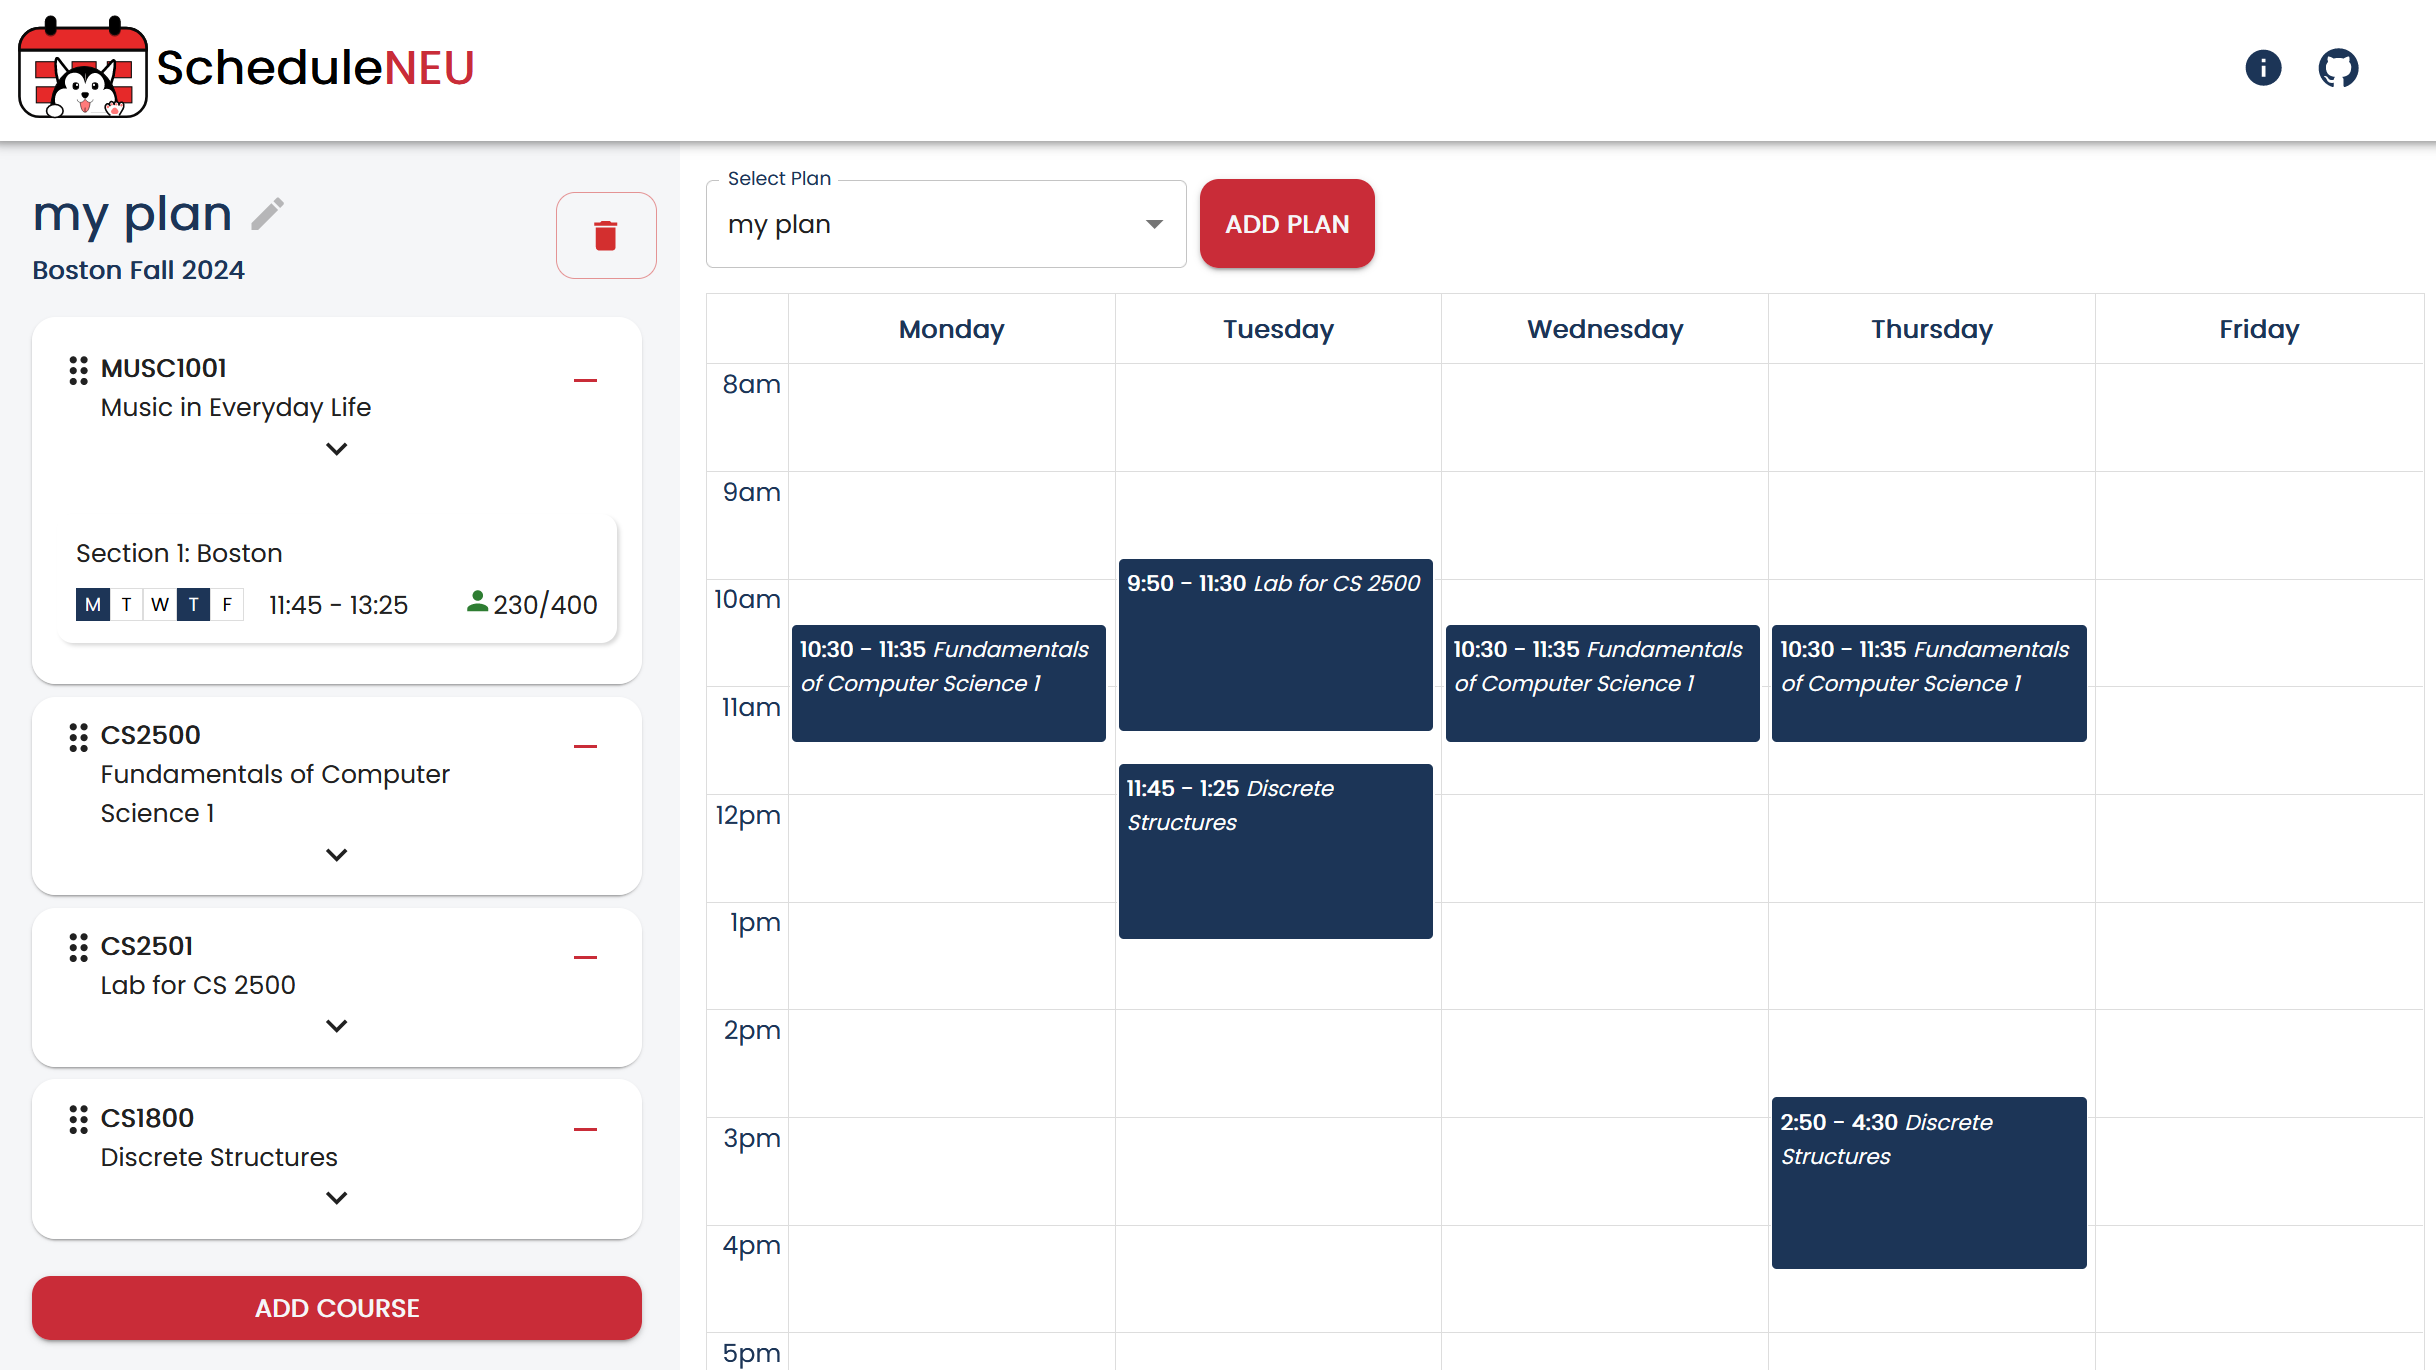 ScheduleNEU
my plan
Boston Fall 2024
MUSC1001
Music in Everyday Life
Section 1: Boston
M T W T F 11:45 - 13:25 230/400
CS2500
Fundamentals of Computer
Science 1
CS2501
Lab for CS 2500
CS1800
Discrete Structures
ADD COURSE
Select Plan
my plan
ADD PLAN
Monday Tuesday Wednesday Thursday Friday
8am
9am
10am
11am
12pm
1pm
2pm
3pm
4pm
5pm
10:30 - 11:35 Fundamentals
of Computer Science 1
9:50 - 11:30 Lab for CS 2500
11:45 - 1:25 Discrete
Structures
10:30 - 11:35 Fundamentals
of Computer Science 1
10:30 - 11:35 Fundamentals
of Computer Science 1
2:50 - 4:30 Discrete
Structures